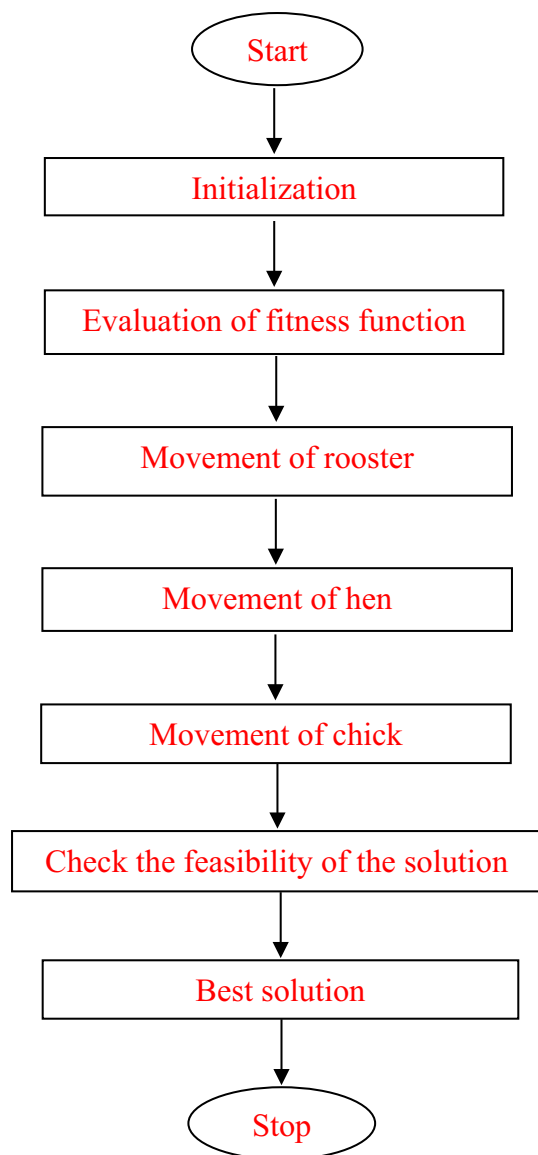 Start
Initialization
Evaluation of fitness function
Movement of rooster
Movement of hen
Movement of chick
Check the feasibility of the solution
Best solution
Stop